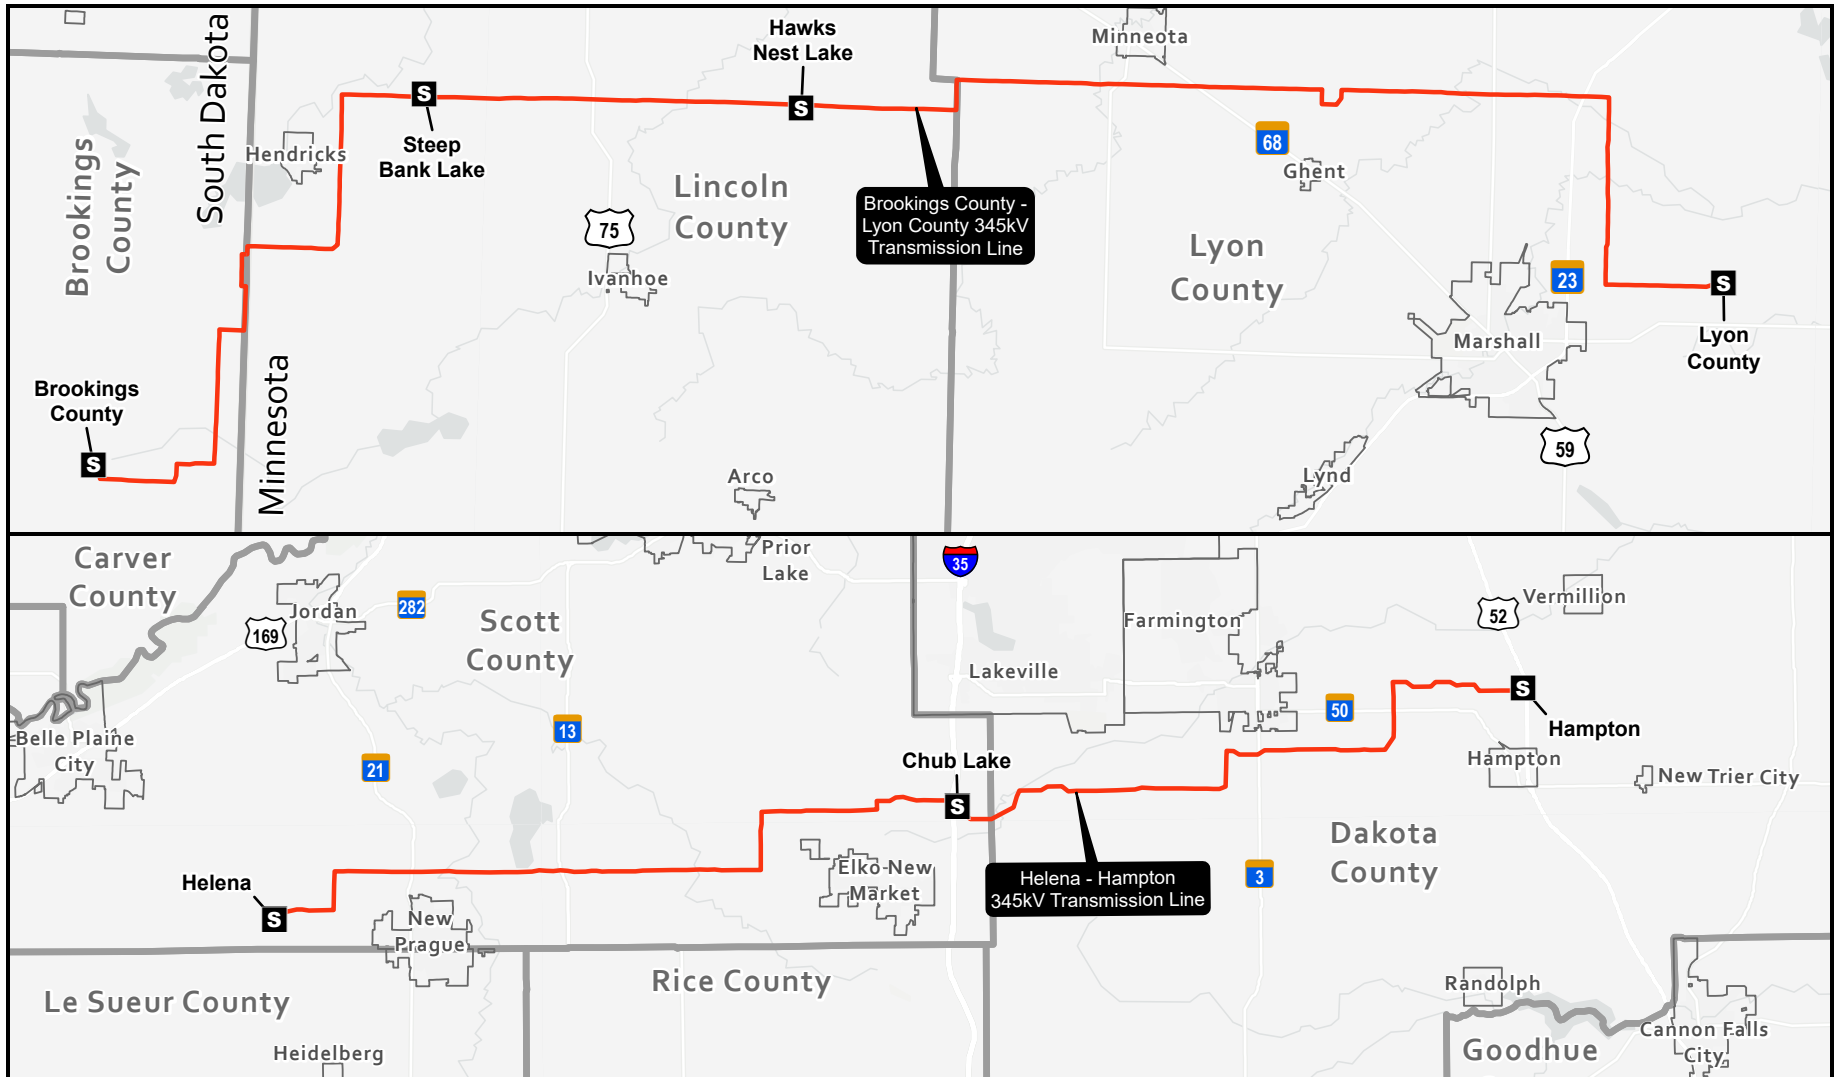 Hawks
Nest Lake
Minneota
South Dakota
Brookings
County
Hendricks
S
Steep
Bank Lake
S
68
Ghent
Lincoln
County
75
Ivanhoe
Brookings County -
Lyon County 345kV
Transmission Line
Lyon
County
23
S
Lyon
County
Marshall
Minnesota
Brookings
County
S
59
Arco
Lynd
Carver
County
Prior
Lake
35
Jordan
282
169
Scott
County
Farmington
52
Vermillion
Lakeville
S
Hampton
50
13
Belle Plaine
City
21
Chub Lake
S
Hampton
New Trier City
Dakota
County
Helena
S
Elko New
Market
Helena - Hampton
345kV Transmission Line
3
New
Prague
Rice County
Le Sueur County
Randolph
Heidelberg
Cannon Falls
City
Goodhue